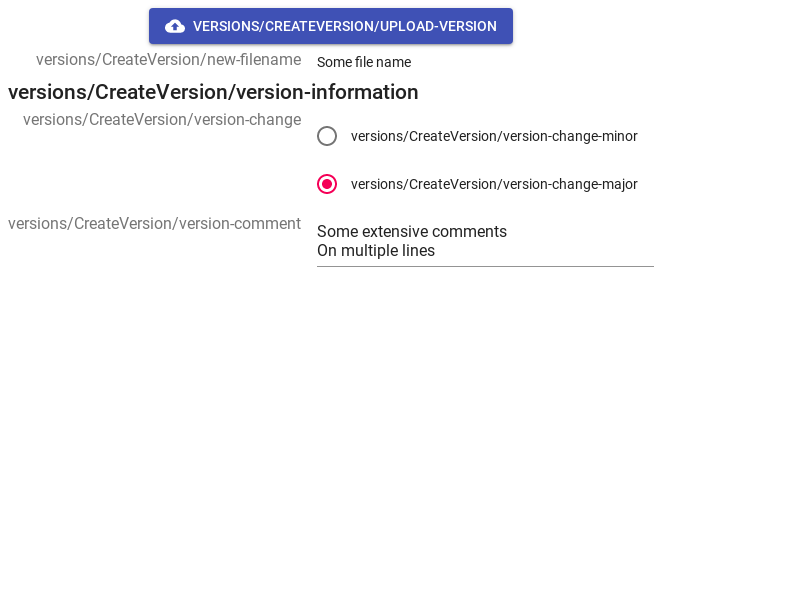 VERSIONS/CREATEVERSION/UPLOAD-VERSION
versions/CreateVersion/new-filename Some file name
versions/CreateVersion/version-information
versions/CreateVersion/version-change
versions/CreateVersion/version-change-minor
versions/CreateVersion/version-change-major
versions/CreateVersion/version-comment
Some extensive comments
On multiple lines